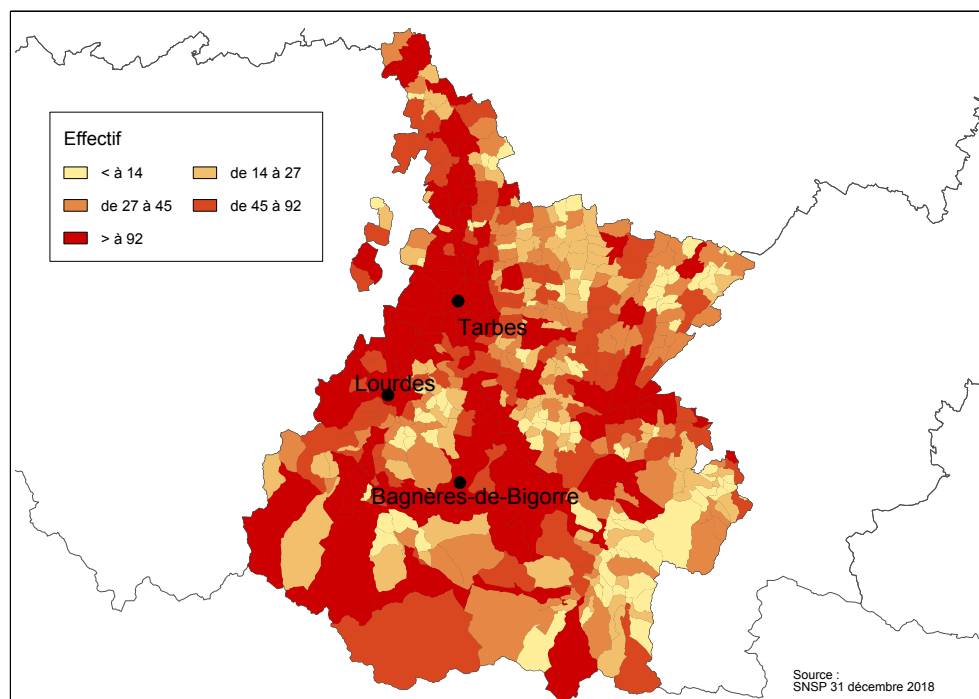 Effectif
< à 14
de 14 à 27
de 27 à 45
de 45 à 92
> à 92
Tarbes
Lourdes
Bagnères-de-Bigorre
Source :
SNSP 31 décembre 2018